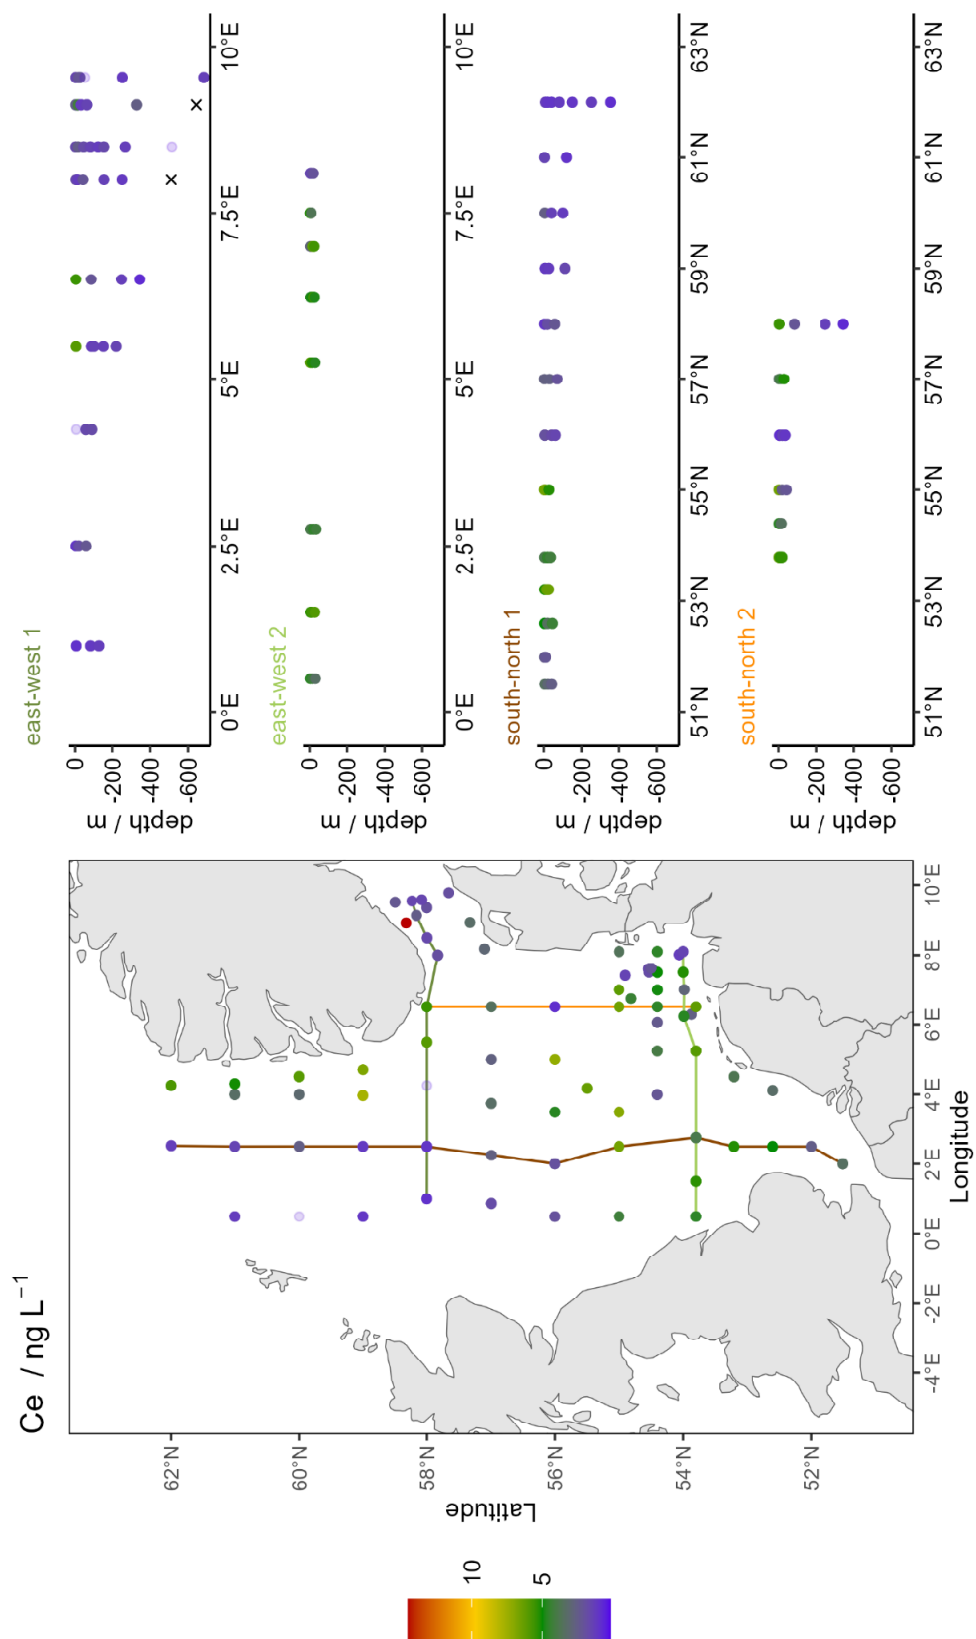 Ce / ng L⁻¹
10
5
Latitude
62°N
60°N
58°N
56°N
54°N
52°N
-4°E
-2°E
0°E
2°E
4°E
6°E
8°E
10°E
Longitude
east-west 1
depth / m
0
-200
-400
-600
0°E
2.5°E
5°E
7.5°E
10°E
east-west 2
depth / m
0
-200
-400
-600
0°E
2.5°E
5°E
7.5°E
10°E
south-north 1
depth / m
0
-200
-400
-600
51°N
53°N
55°N
57°N
59°N
61°N
63°N
south-north 2
depth / m
0
-200
-400
-600
51°N
53°N
55°N
57°N
59°N
61°N
63°N